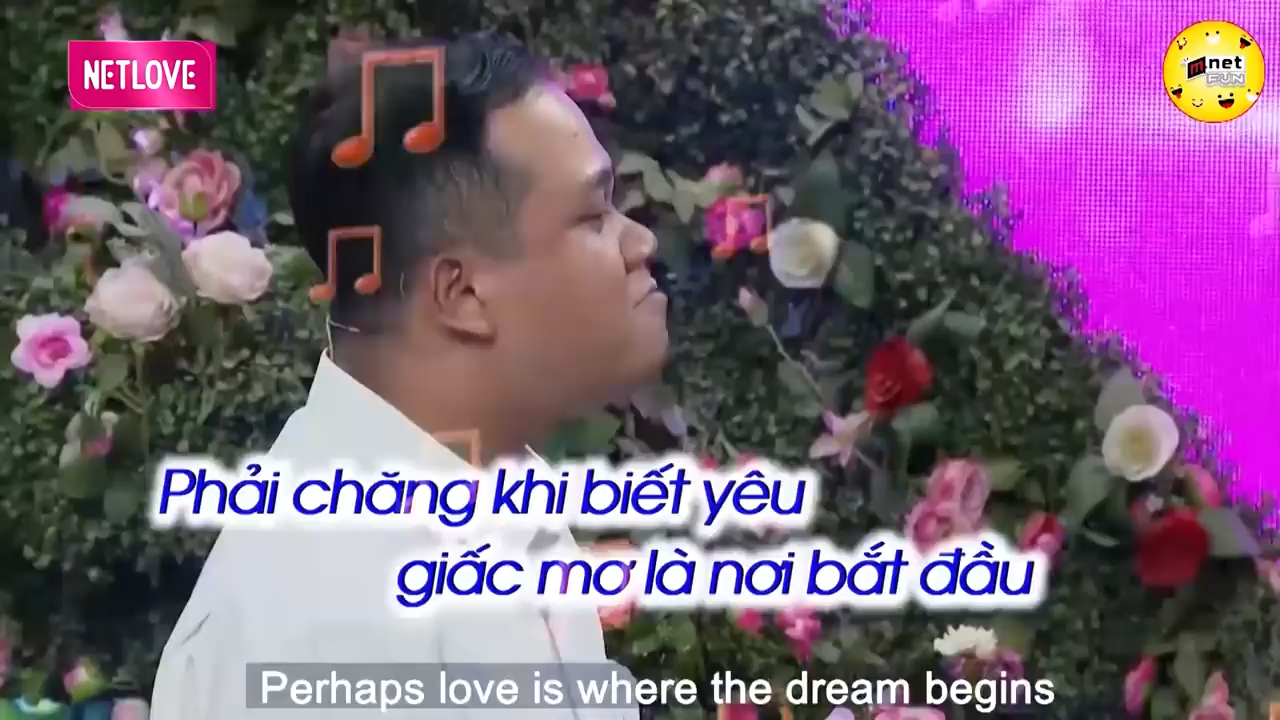 NETLOVE
mnet
FUN
Phải chăng khi biết yêu
giấc mơ là nơi bắt đầu
Perhaps love is where the dream begins